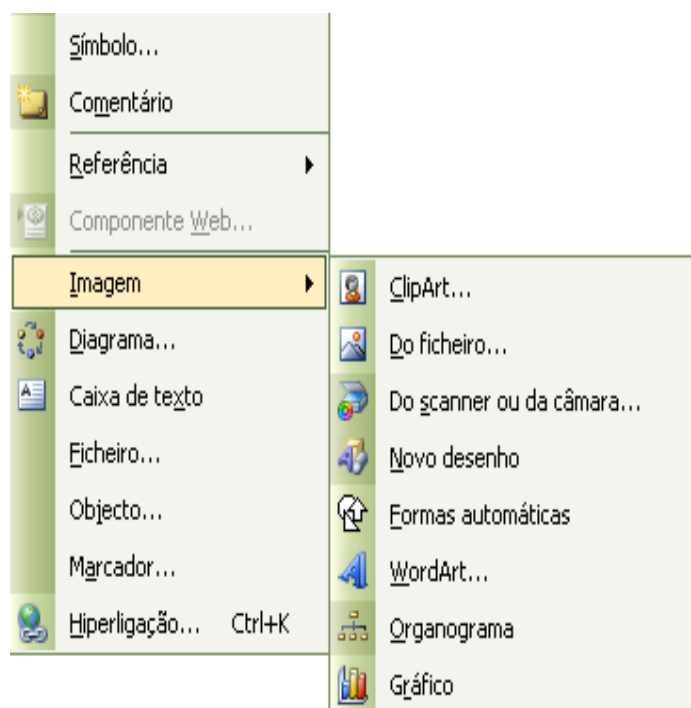 Símbolo...
Comentário
Referência
Componente Web...
Imagem
Diagrama...
Caixa de texto
Ficheiro...
Objecto...
Marcador...
Hiperligação... Ctrl+K
ClipArt...
Do ficheiro...
Do scanner ou da câmara...
Novo desenho
Formas automáticas
WordArt...
Organograma
Gráfico